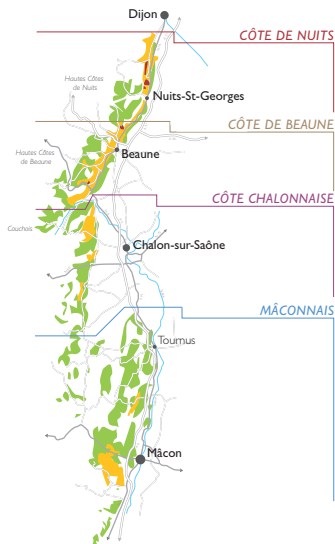 Dijon
CÔTE DE NUITS
Hautes Côtes
de Nuits
Nuits-St-Georges
CÔTE DE BEAUNE
Beaune
Hautes Côtes
de Beaune
CÔTE CHALONNAISE
Couchois
Chalon-sur-Saône
MÂCONNAIS
Tournus
Mâcon